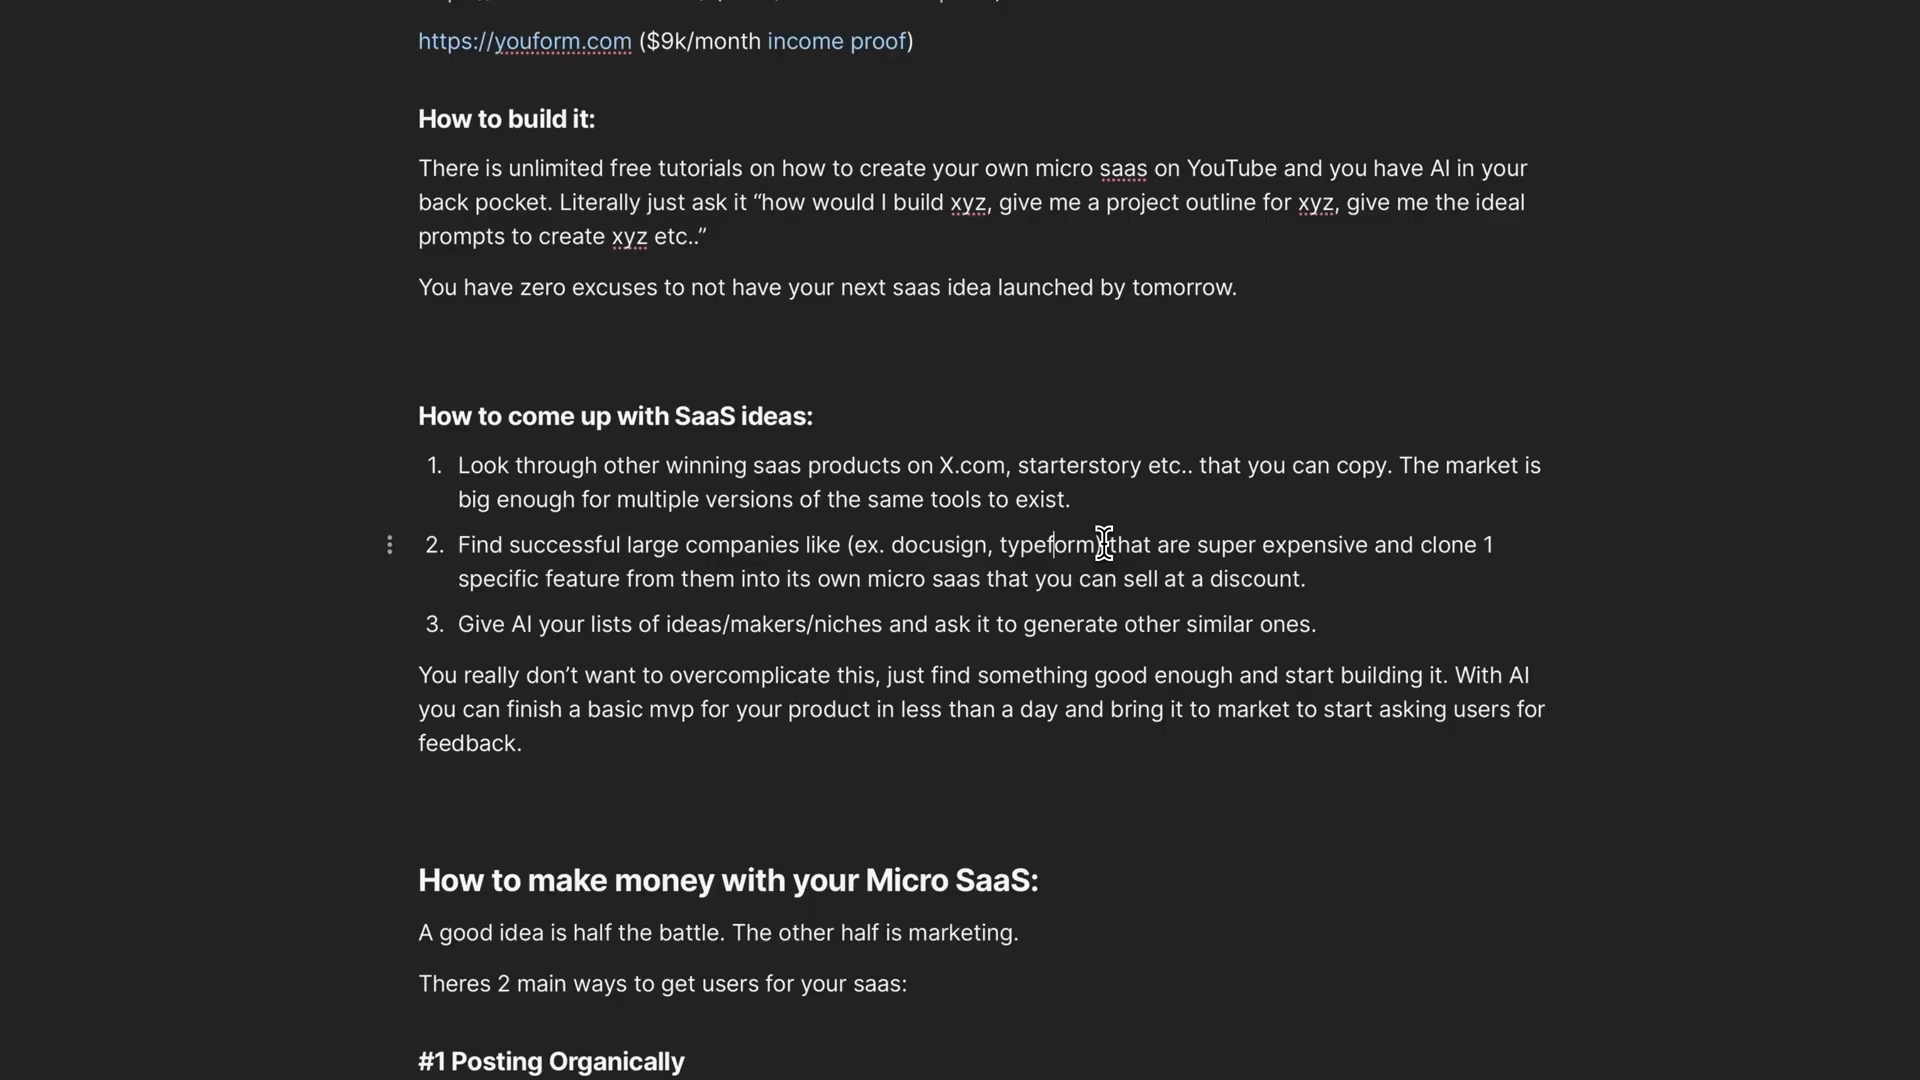 https://youform.com ($9k/month income proof)
How to build it:
There is unlimited free tutorials on how to create your own micro saas on YouTube and you have AI in your
back pocket. Literally just ask it “how would I build xyz, give me a project outline for xyz, give me the ideal
prompts to create xyz etc..”
You have zero excuses to not have your next saas idea launched by tomorrow.
How to come up with SaaS ideas:
1. Look through other winning saas products on X.com, starterstory etc.. that you can copy. The market is
big enough for multiple versions of the same tools to exist.
2. Find successful large companies like (ex. docusign, typeform) that are super expensive and clone 1
specific feature from them into its own micro saas that you can sell at a discount.
3. Give AI your lists of ideas/makers/niches and ask it to generate other similar ones.
You really don’t want to overcomplicate this, just find something good enough and start building it. With AI
you can finish a basic mvp for your product in less than a day and bring it to market to start asking users for
feedback.
How to make money with your Micro SaaS:
A good idea is half the battle. The other half is marketing.
Theres 2 main ways to get users for your saas:
#1 Posting Organically